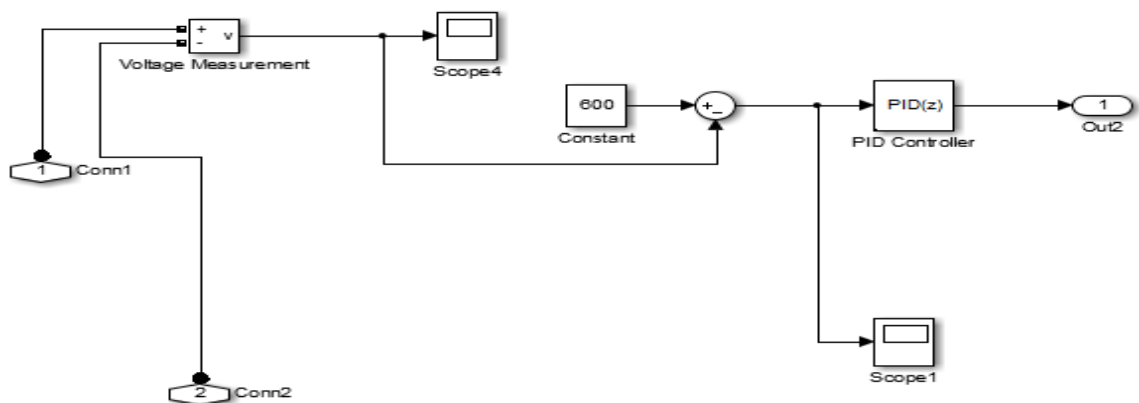 +
-
v
Voltage Measurement
Scope4
600
Constant
+
-
PID(z)
PID Controller
1
Out2
1
Conn1
Scope1
2
Conn2